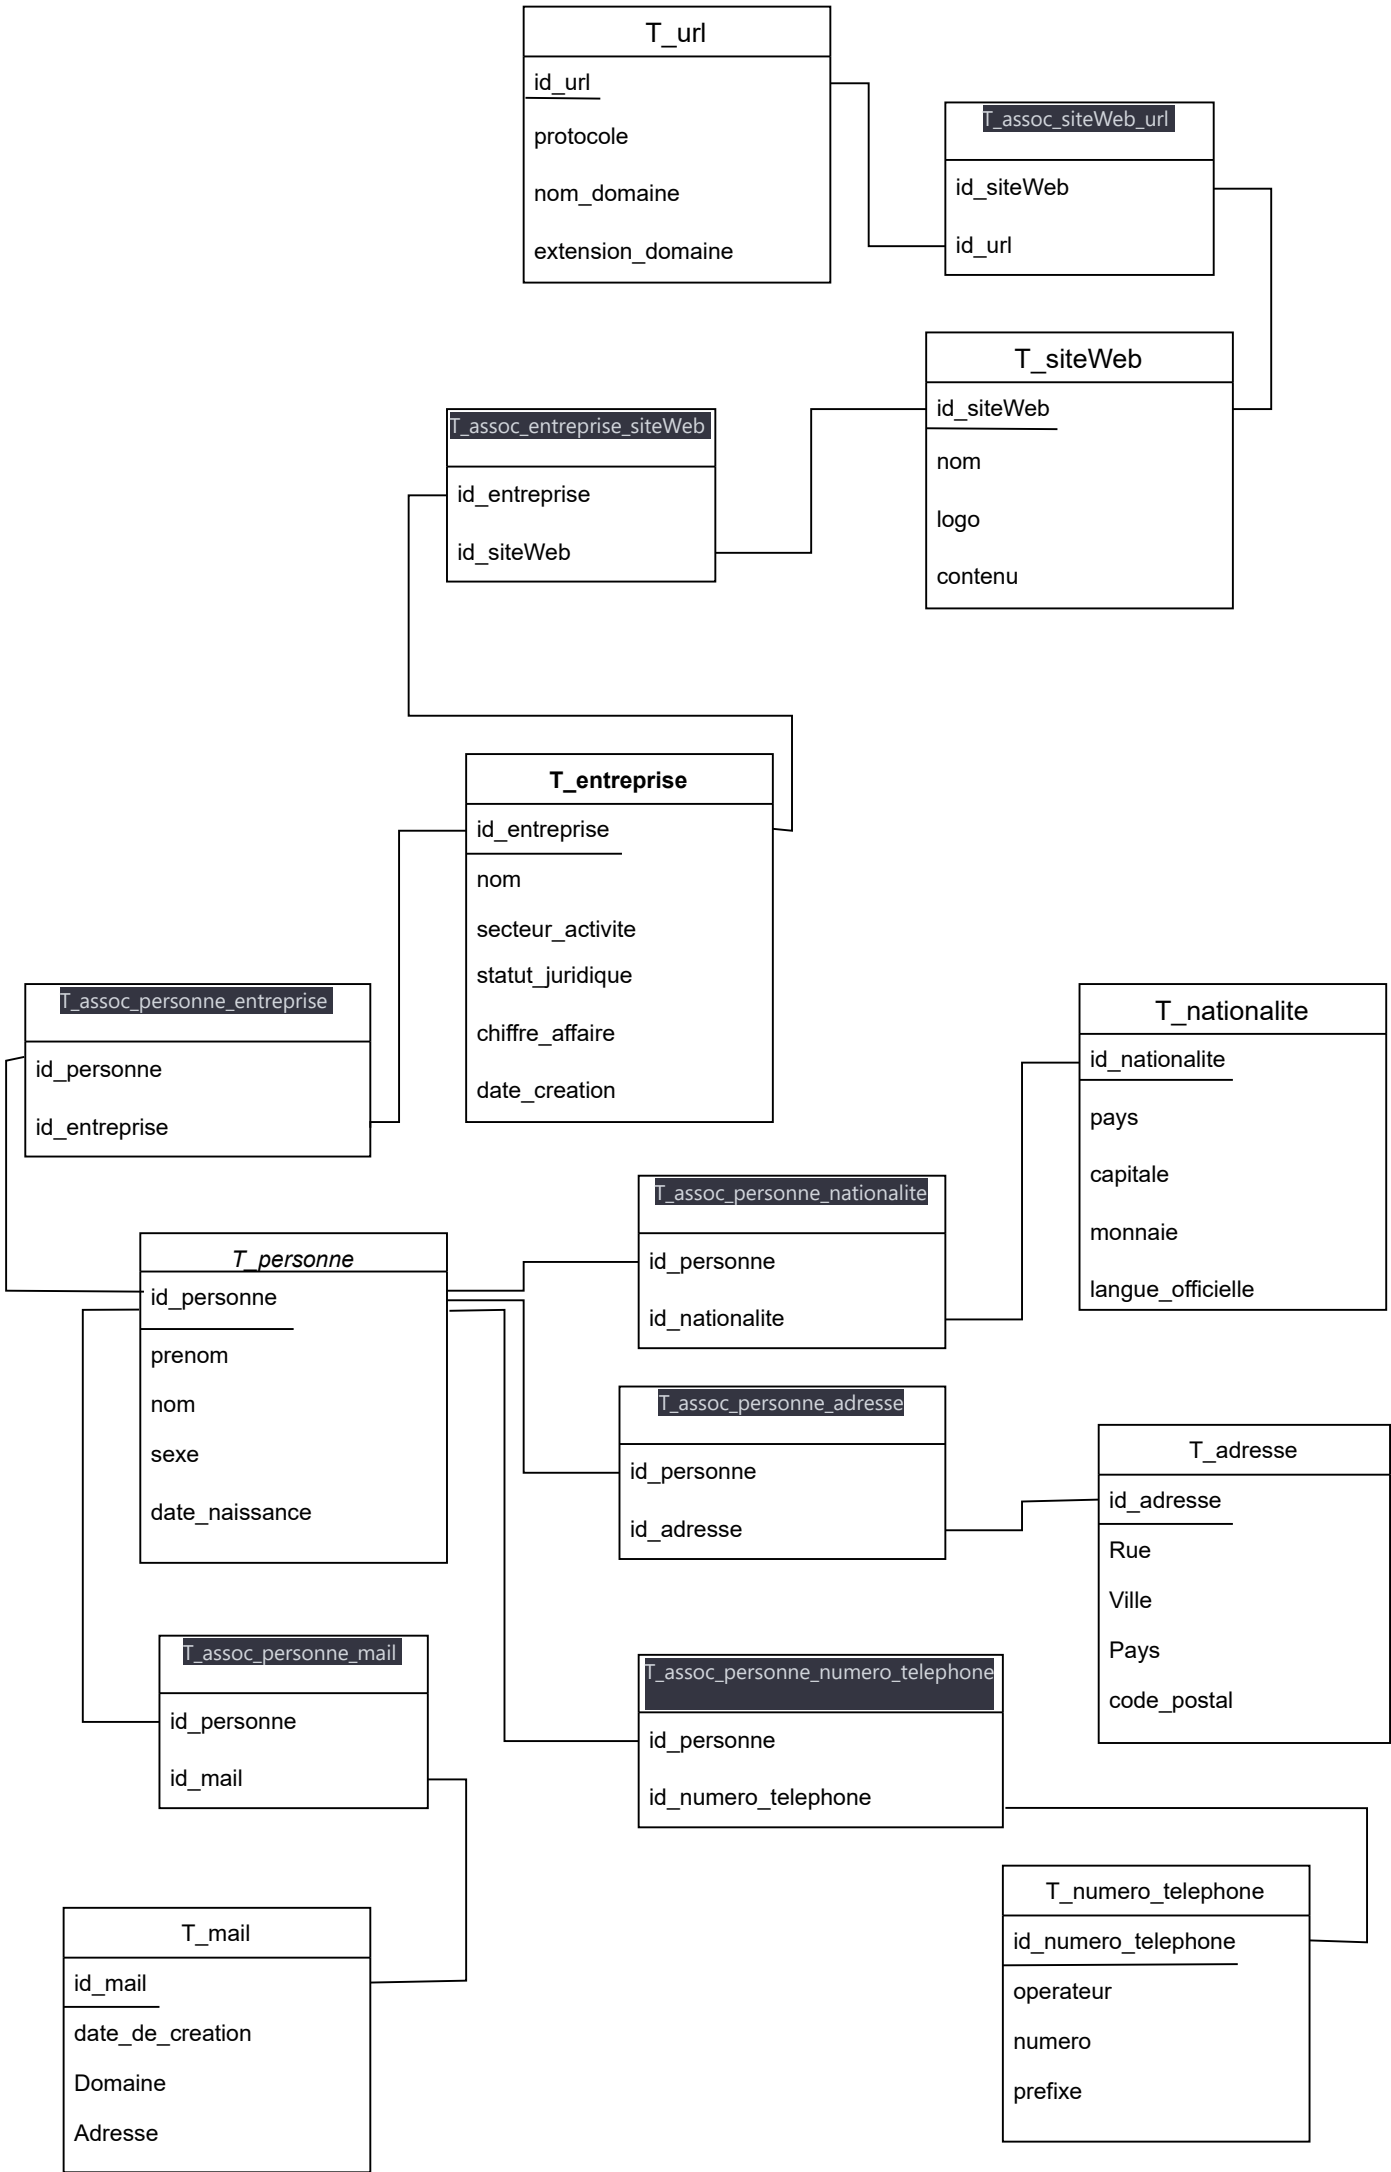 T_url
id_url
protocole
nom_domaine
extension_domaine
T_assoc_siteWeb_url
id_siteWeb
id_url
T_siteWeb
id_siteWeb
nom
logo
contenu
T_assoc_entreprise_siteWeb
id_entreprise
id_siteWeb
T_entreprise
id_entreprise
nom
secteur_activite
statut_juridique
chiffre_affaire
date_creation
T_assoc_personne_entreprise
id_personne
id_entreprise
T_nationalite
id_nationalite
pays
capitale
monnaie
langue_officielle
T_assoc_personne_nationalite
id_personne
id_nationalite
T_personne
id_personne
prenom
nom
sexe
date_naissance
T_assoc_personne_adresse
id_personne
id_adresse
T_adresse
id_adresse
Rue
Ville
Pays
code_postal
T_assoc_personne_mail
id_personne
id_mail
T_assoc_personne_numero_telephone
id_personne
id_numero_telephone
T_mail
id_mail
date_de_creation
Domaine
Adresse
T_numero_telephone
id_numero_telephone
operateur
numero
prefixe